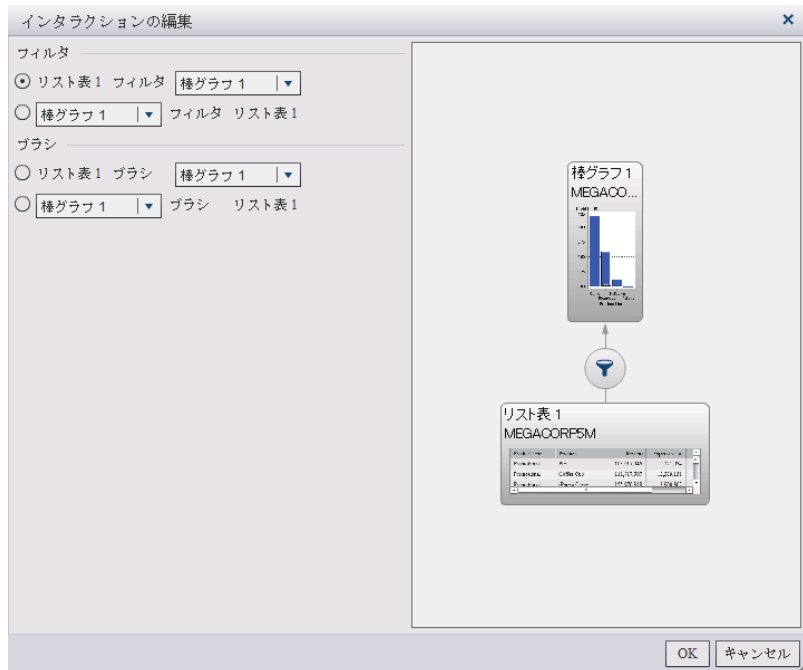 インタラクションの編集
フィルタ
リスト表1 フィルタ 棒グラフ 1
棒グラフ 1 フィルタ リスト表1
ブラシ
リスト表1 ブラシ 棒グラフ 1
棒グラフ 1 ブラシ リスト表1
棒グラフ 1
MEGACO...
リスト表 1
MEGACORP5M
OK キャンセル